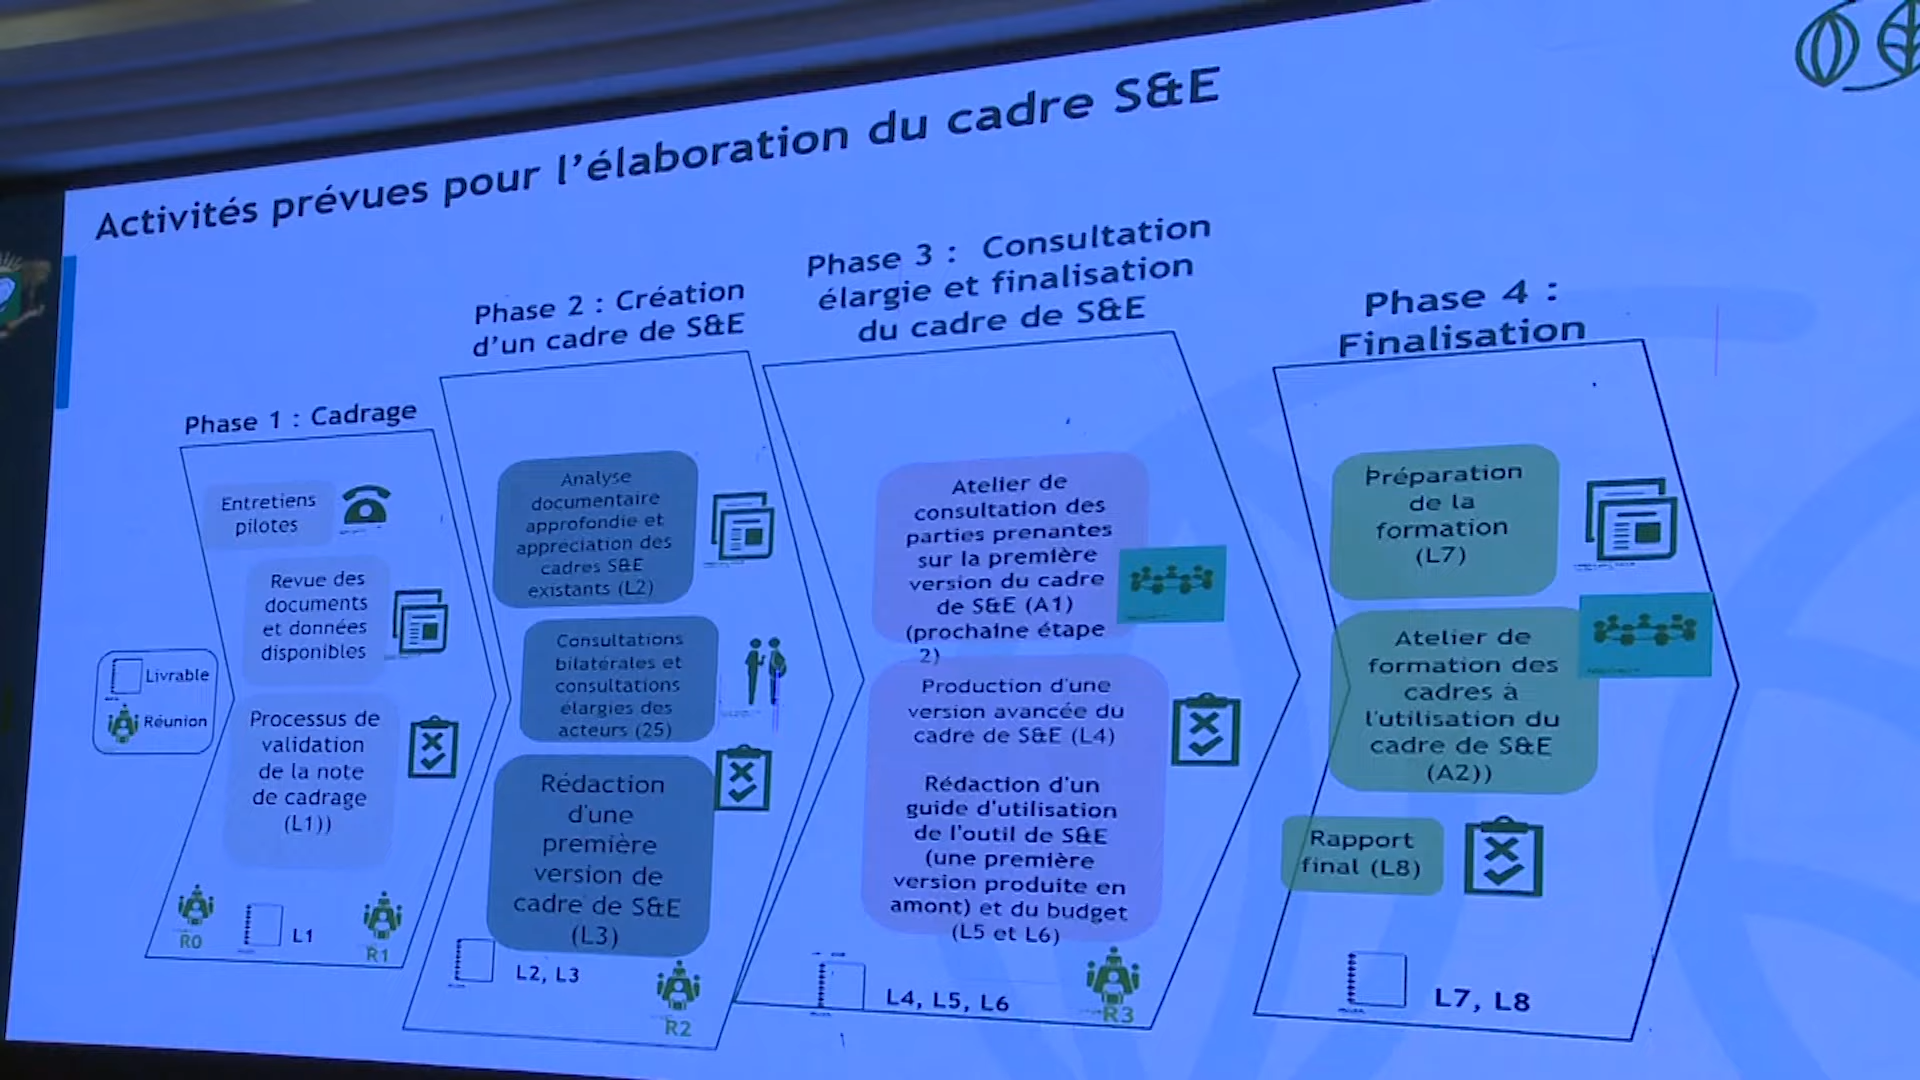 Activités prévues pour l'élaboration du cadre S&E
Phase 1 : Cadrage
Entretiens
pilotes
Revue des
documents
et données
disponibles
Processus de
validation
de la note
de cadrage
(L1))
Livrable
Réunion
R0
L1
R1
Phase 2 : Création
d'un cadre de S&E
Analyse
documentaire
approfondie et
appreciation des
cadres S&E
existants (L2)
Consultations
bilatérales et
consultations
élargies des
acteurs (25)
Rédaction
d'une
première
version de
cadre de S&E
(L3)
L2, L3
R2
Phase 3 : Consultation
élargie et finalisation
du cadre de S&E
Atelier de
consultation des
parties prenantes
sur la première
version du cadre
de S&E (A1)
(prochaine étape
2)
Production d'une
version avancée du
cadre de S&E (L4)
Rédaction d'un
guide d'utilisation
de l'outil de S&E
(une première
version produite en
amont) et du budget
(L5 et L6)
L4, L5, L6
R3
Phase 4 :
Finalisation
Préparation
de la
formation
(L7)
Atelier de
formation des
cadres à
l'utilisation du
cadre de S&E
(A2))
Rapport
final (L8)
L7, L8